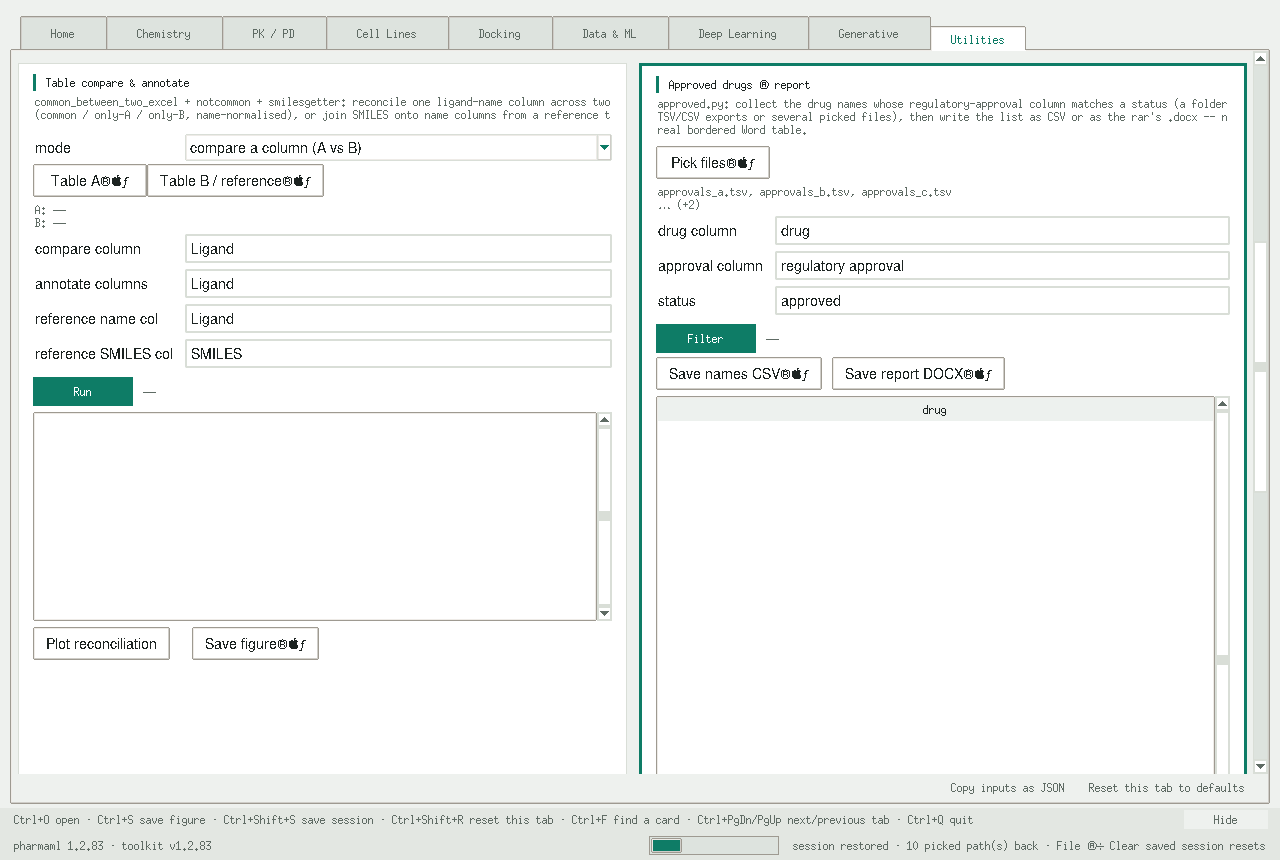 Home
Chemistry
PK / PD
Cell Lines
Docking
Data & ML
Deep Learning
Generative
Utilities
Table compare & annotate
common_between_two_excel + notcommon + smilesgetter: reconcile one ligand-name column across two
(common / only-A / only-B, name-normalised), or join SMILES onto name columns from a reference t
mode
compare a column (A vs B)
Table A®ƒ
Table B / reference®ƒ
A: —
B: —
compare column
Ligand
annotate columns
Ligand
reference name col
Ligand
reference SMILES col
SMILES
Run —
Plot reconciliation
Save figure®ƒ
Approved drugs ® report
approved.py: collect the drug names whose regulatory-approval column matches a status (a folder
TSV/CSV exports or several picked files), then write the list as CSV or as the rar's .docx -- n
real bordered Word table.
Pick files®ƒ
approvals_a.tsv, approvals_b.tsv, approvals_c.tsv
… (+2)
drug column
drug
approval column
regulatory approval
status
approved
Filter —
Save names CSV®ƒ
Save report DOCX®ƒ
drug
Copy inputs as JSON
Reset this tab to defaults
Ctrl+O open · Ctrl+S save figure · Ctrl+Shift+S save session · Ctrl+Shift+R reset this tab · Ctrl+F find a card · Ctrl+PgDn/PgUp next/previous tab · Ctrl+Q quit
Hide
pharmaml 1.2.83 · toolkit v1.2.83
session restored · 10 picked path(s) back · File ®÷ Clear saved session resets